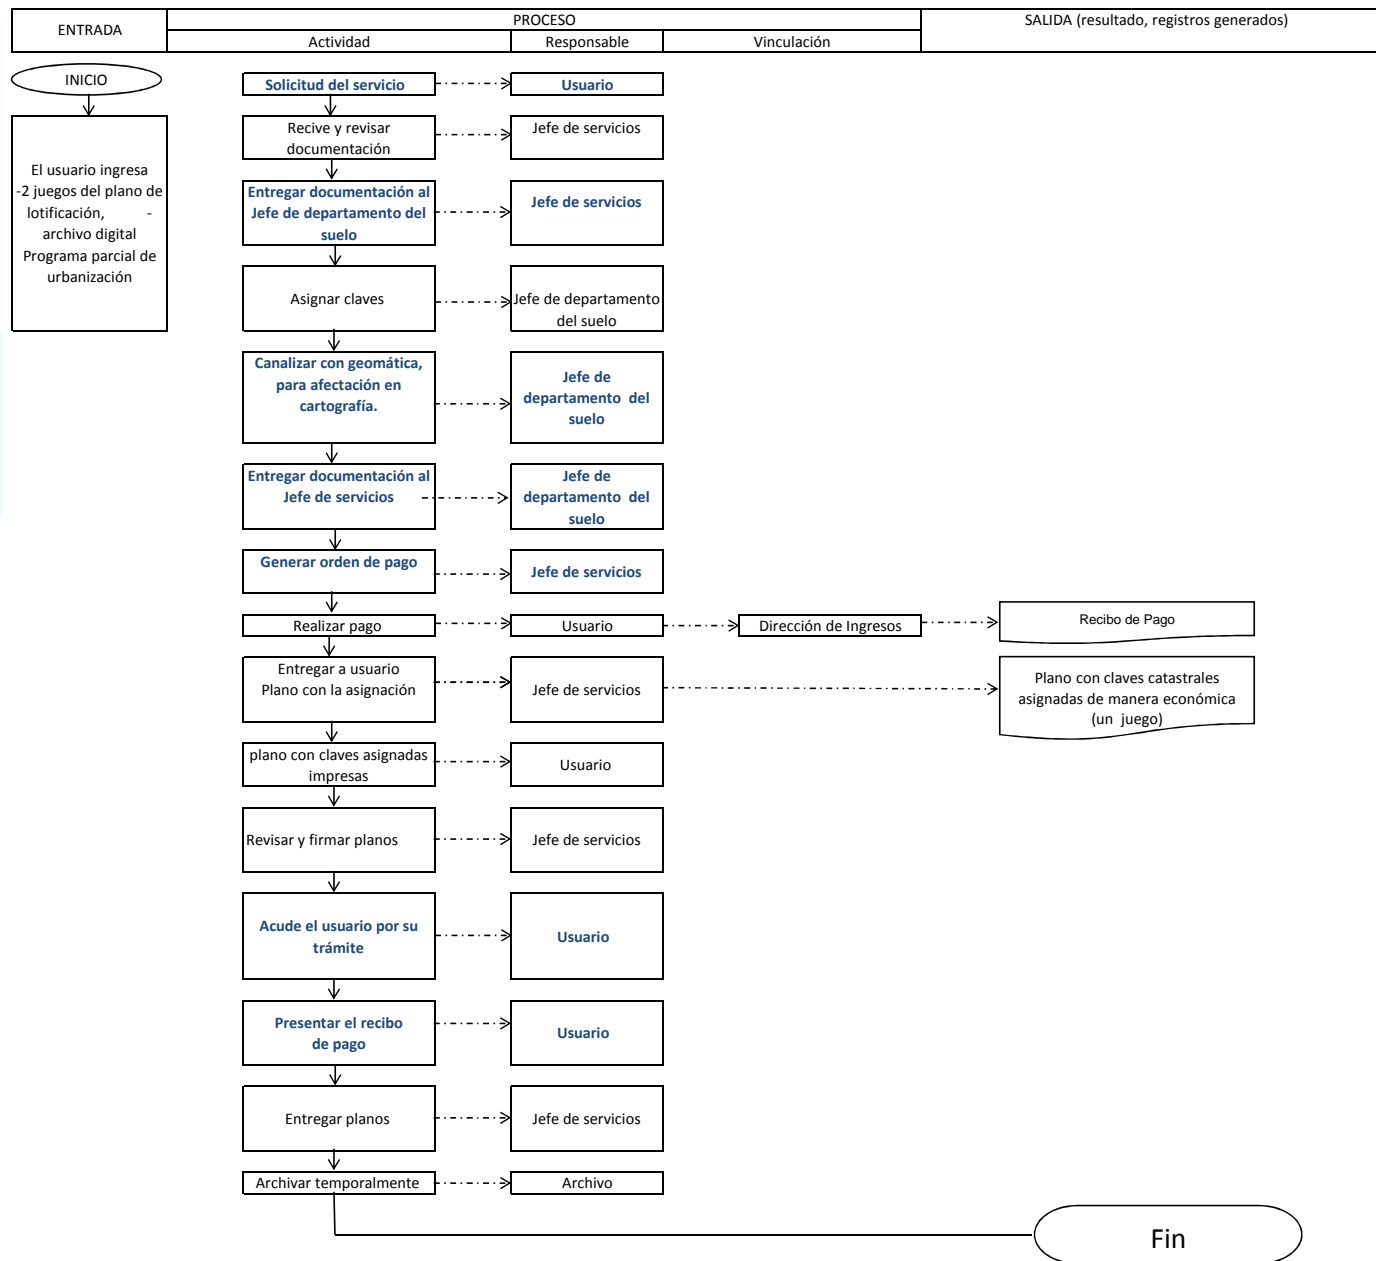 ENTRADA
PROCESO
SALIDA (resultado, registros generados)
Actividad
Responsable
Vinculación
INICIO
El usuario ingresa
-2 juegos del plano de
lotificación, -
archivo digital
Programa parcial de
urbanización
Solicitud del servicio
Usuario
Recive y revisar
documentación
Jefe de servicios
Entregar documentación al
Jefe de departamento del
suelo
Jefe de servicios
Asignar claves
Jefe de departamento
del suelo
Canalizar con geomática,
para afectación en
cartografía.
Jefe de
departamento del
suelo
Entregar documentación al
Jefe de servicios
Jefe de
departamento del
suelo
Generar orden de pago
Jefe de servicios
Realizar pago
Usuario
Dirección de Ingresos
Recibo de Pago
Entregar a usuario
Plano con la asignación
Jefe de servicios
Plano con claves catastrales
asignadas de manera económica
(un juego)
plano con claves asignadas
impresas
Usuario
Revisar y firmar planos
Jefe de servicios
Acude el usuario por su
trámite
Usuario
Presentar el recibo
de pago
Usuario
Entregar planos
Jefe de servicios
Archivar temporalmente
Archivo
Fin